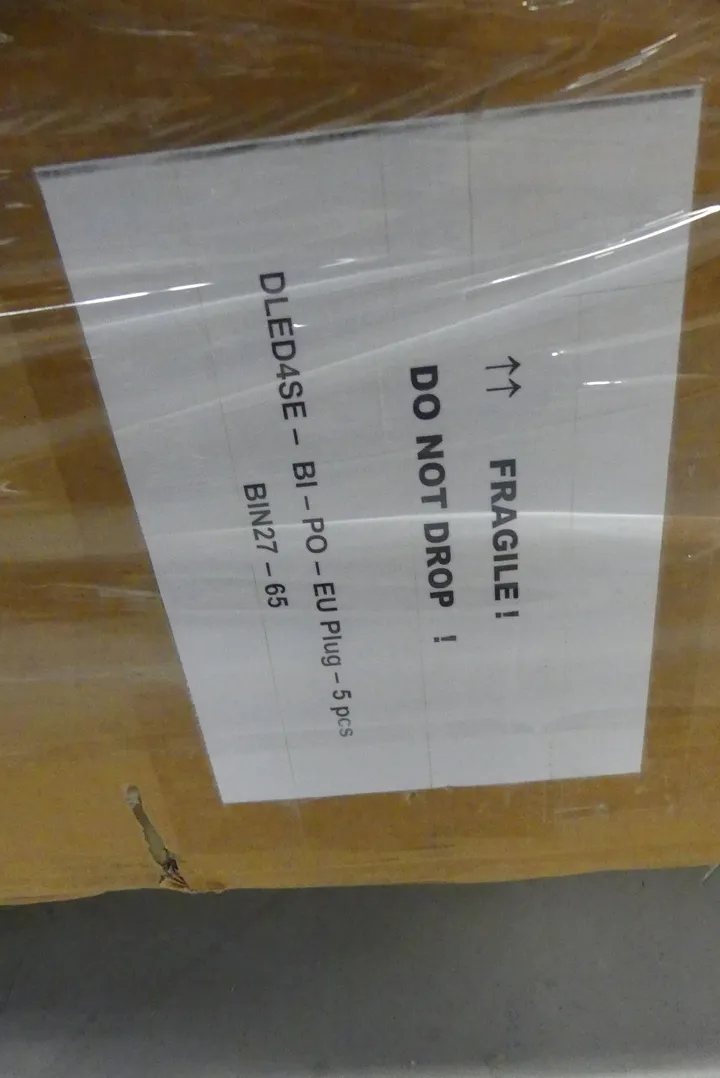 ↑↑ FRAGILE !
DO NOT DROP !
DLED4SE – BI – PO – EU Plug – 5 pcs
BIN27 – 65